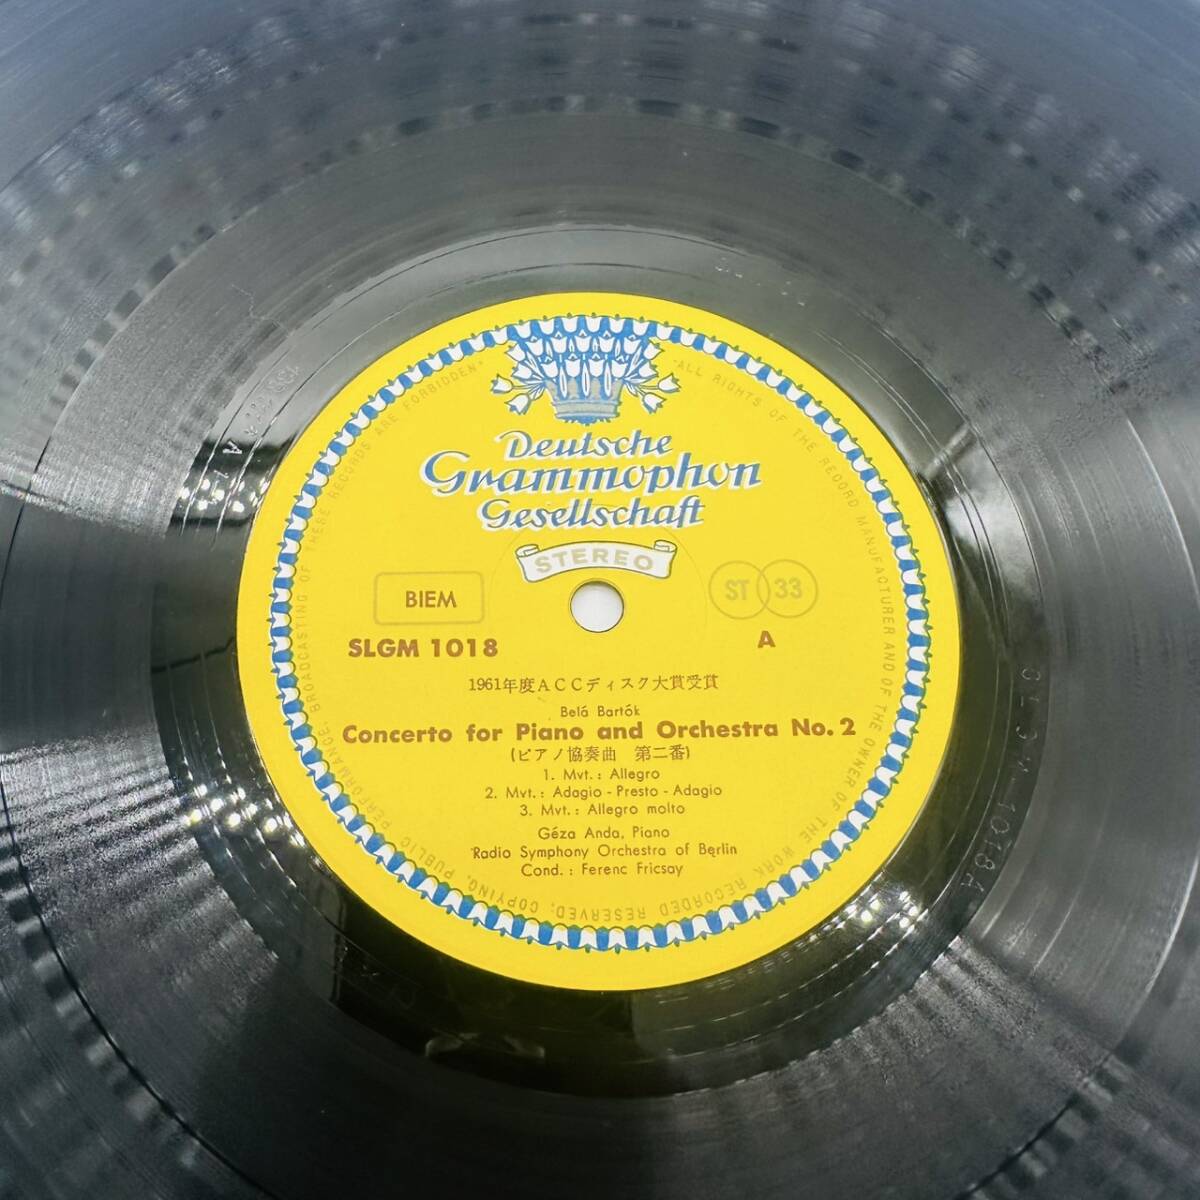 Deutsche
Grammophon
Gesellschaft
STEREO
BIEM
ST 33
SLGM 1018
A
1961年度ACCディスク大賞受賞
Belá Bartók
Concerto for Piano and Orchestra No. 2
(ピアノ協奏曲 第二番)
1. Mvt.: Allegro
2. Mvt.: Adagio - Presto - Adagio
3. Mvt.: Allegro molto
Géza Anda, Piano
Radio Symphony Orchestra of Berlin
Cond.: Ferenc Fricsay
"ALL RIGHTS OF THE RECORD MANUFACTURER AND OF THE OWNER OF THE WORK RECORDED RESERVED; COPYING, PUBLIC PERFORMANCE, BROADCASTING OF THESE RECORDS ARE FORBIDDEN"
1018A